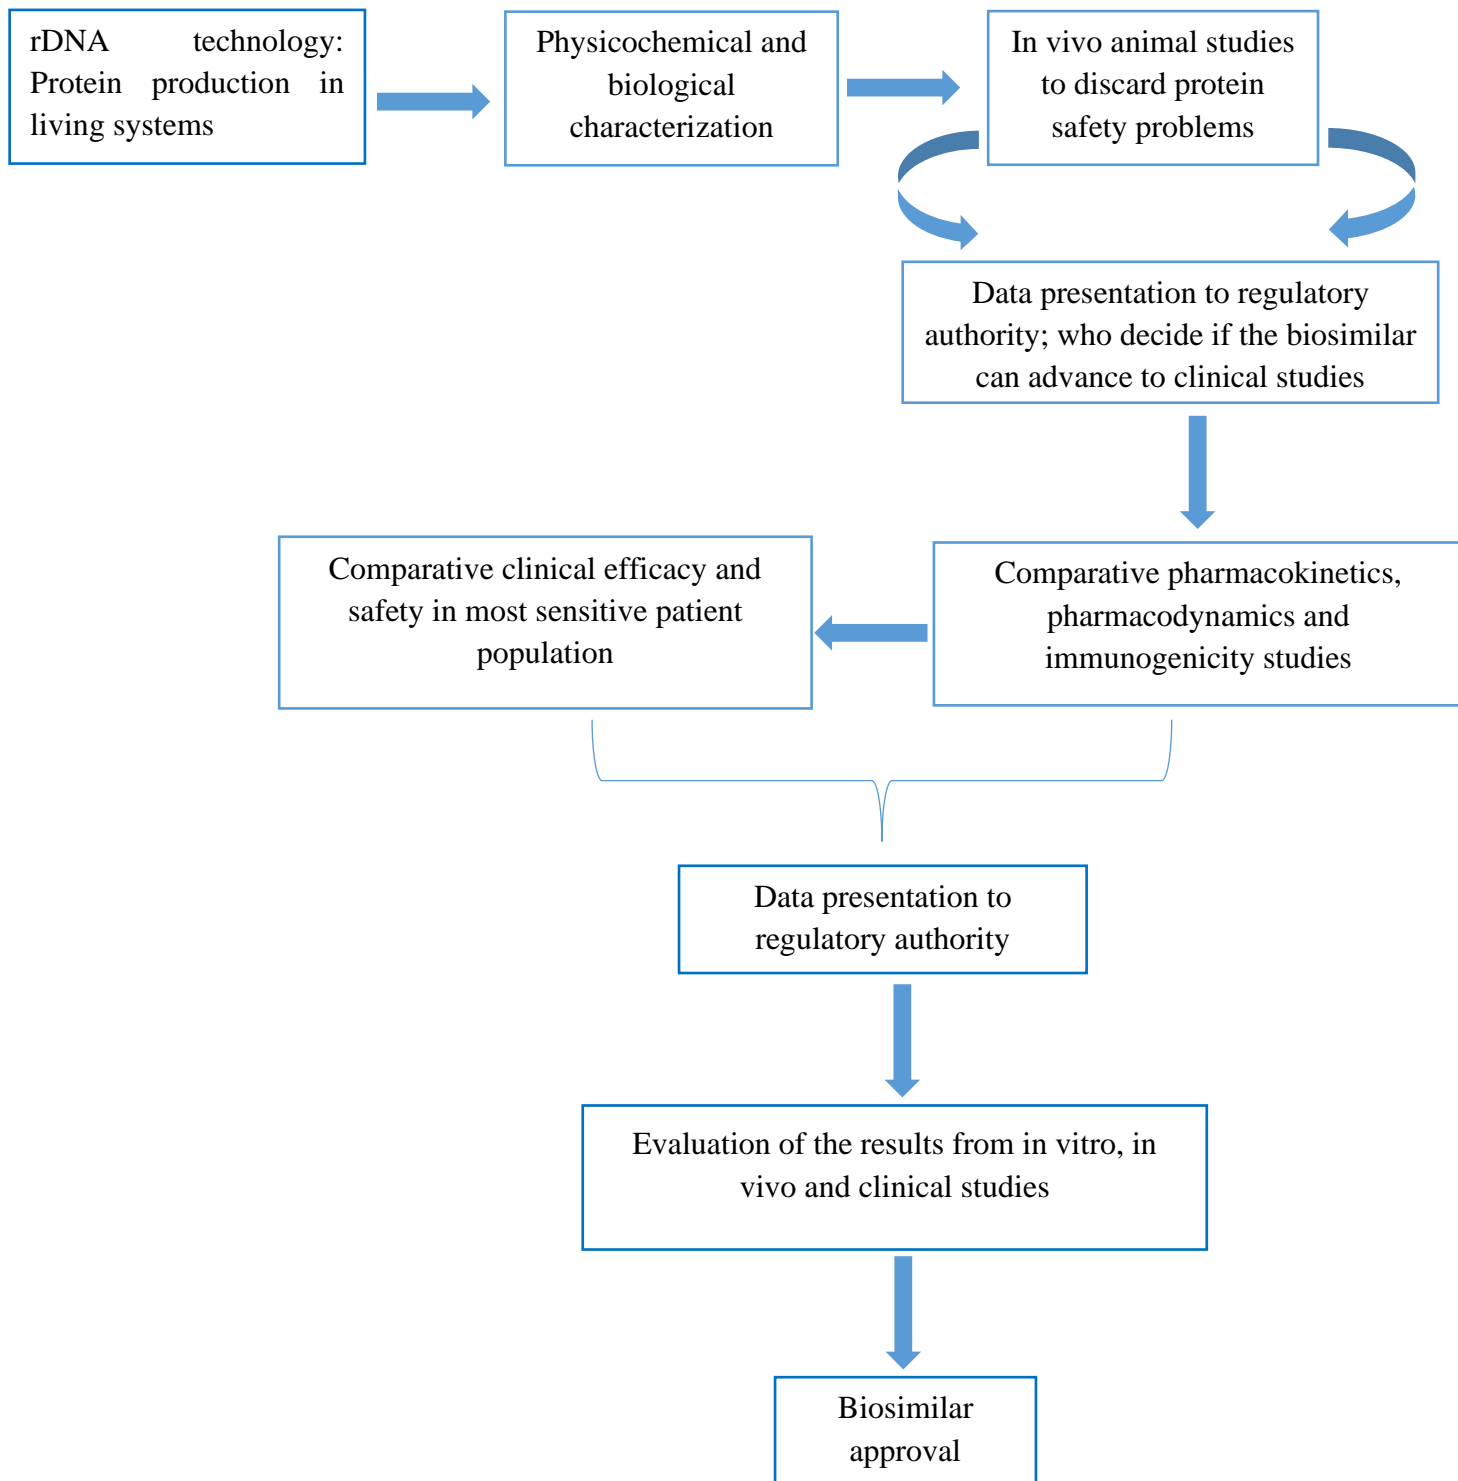 rDNA technology:
Protein production in
living systems
Physicochemical and
biological
characterization
In vivo animal studies
to discard protein
safety problems
Data presentation to regulatory
authority; who decide if the biosimilar
can advance to clinical studies
Comparative pharmacokinetics,
pharmacodynamics and
immunogenicity studies
Comparative clinical efficacy and
safety in most sensitive patient
population
Data presentation to
regulatory authority
Evaluation of the results from in vitro, in
vivo and clinical studies
Biosimilar
approval